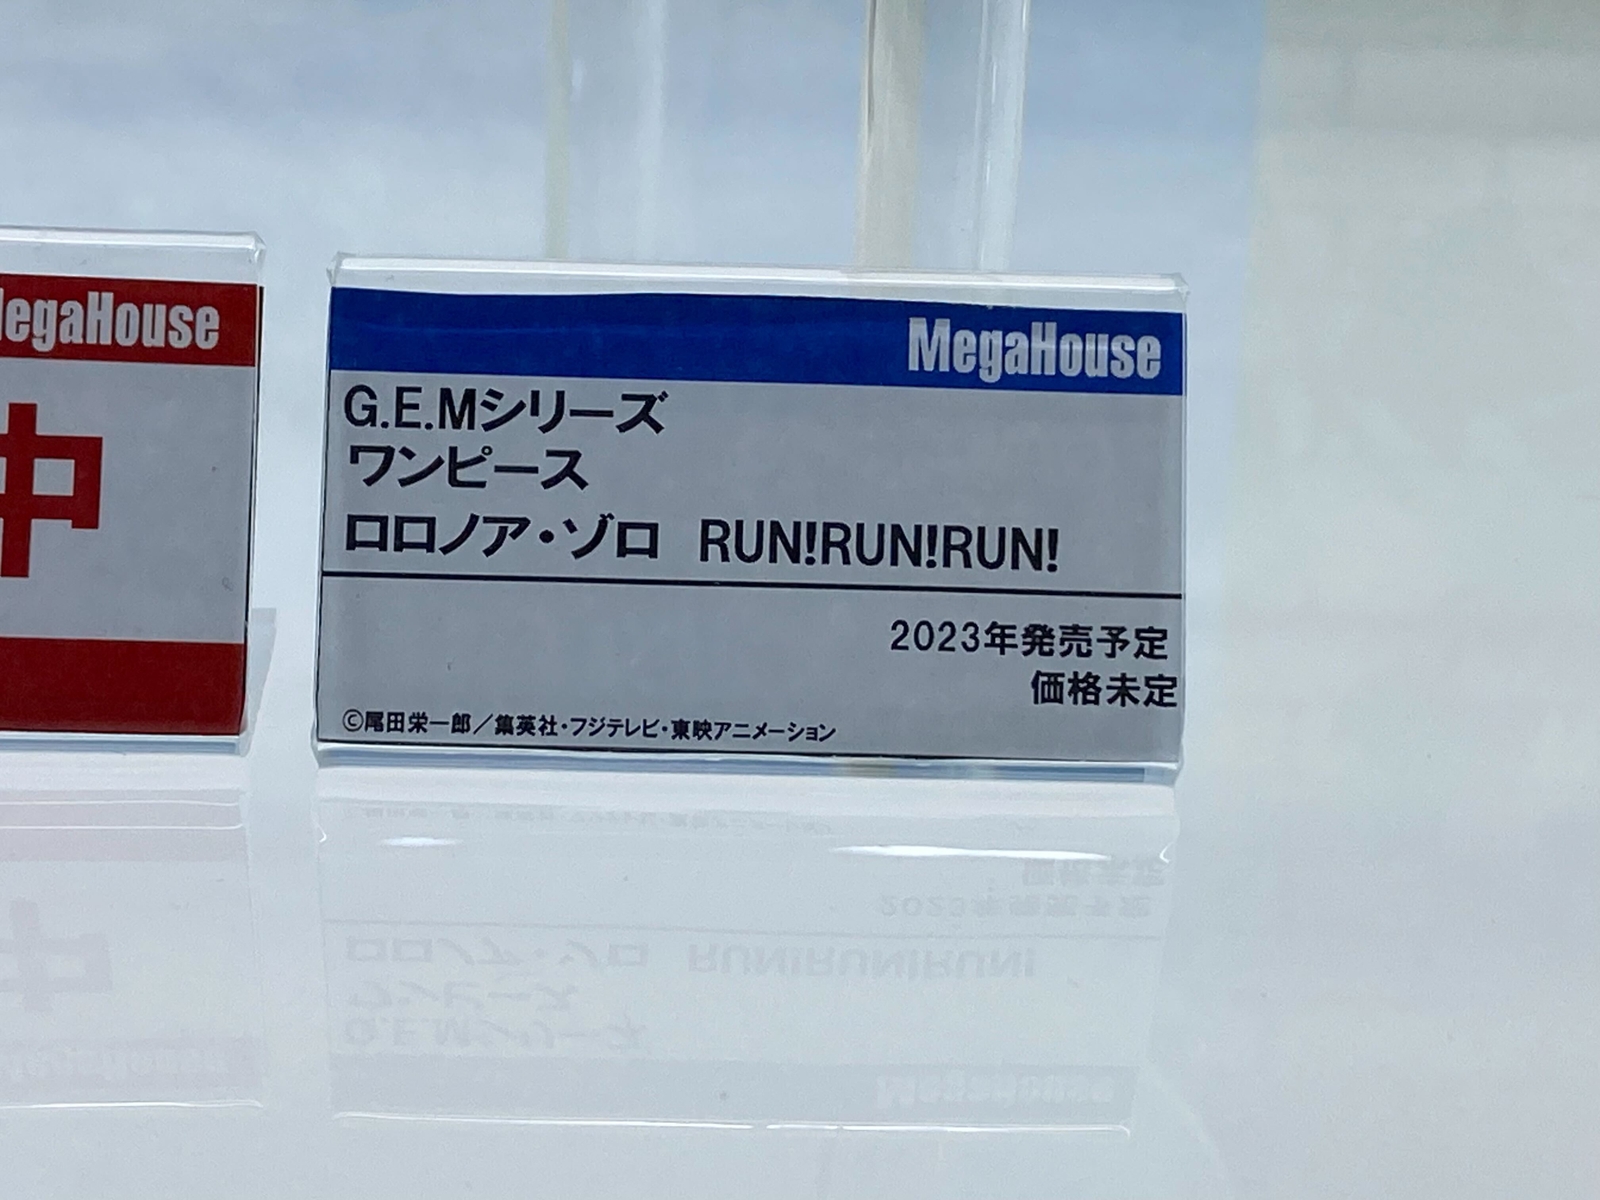 MegaHouse
中
MegaHouse
G.E.Mシリーズ
ワンピース
ロロノア・ゾロ RUN!RUN!RUN!
2023年発売予定
価格未定
©尾田栄一郎／集英社・フジテレビ・東映アニメーション